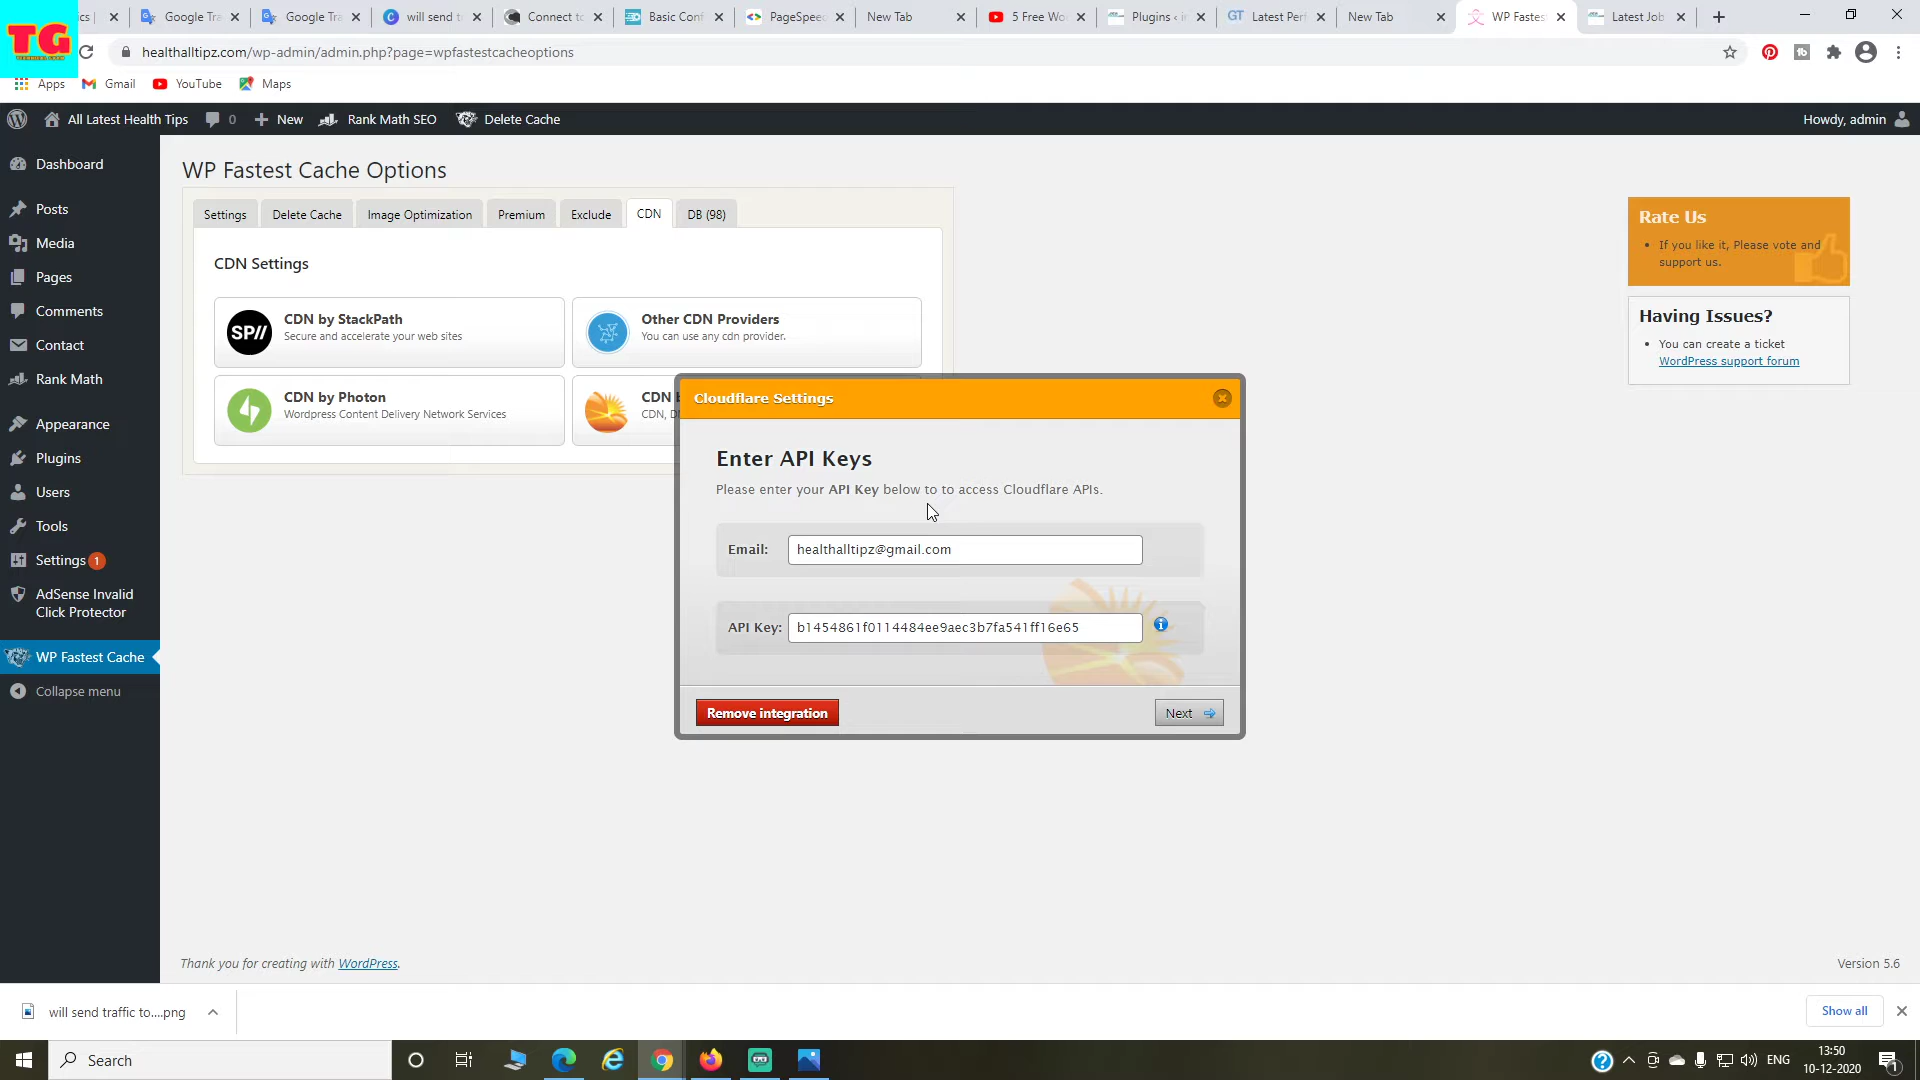 TG
TECHNICAL GAGN
Google Tra
Google Tra
will send t
Connect to
Basic Conf
PageSpeed
New Tab
5 Free Wo
Plugins ‹ in
Latest Perf
New Tab
WP Fastes
Latest Job
healthalltipz.com/wp-admin/admin.php?page=wpfastestcacheoptions
Apps
Gmail
YouTube
Maps
All Latest Health Tips
0
New
Rank Math SEO
Delete Cache
Howdy, admin
Dashboard
Posts
Media
Pages
Comments
Contact
Rank Math
Appearance
Plugins
Users
Tools
Settings 1
AdSense Invalid
Click Protector
WP Fastest Cache
Collapse menu
WP Fastest Cache Options
Settings
Delete Cache
Image Optimization
Premium
Exclude
CDN
DB (98)
CDN Settings
SP//
CDN by StackPath
Secure and accelerate your web sites
Other CDN Providers
You can use any cdn provider.
CDN by Photon
Wordpress Content Delivery Network Services
CDN b
CDN, D
Rate Us
If you like it, Please vote and
support us.
Having Issues?
You can create a ticket
WordPress support forum
Cloudflare Settings
Enter API Keys
Please enter your API Key below to to access Cloudflare APIs.
Email:
healthalltipz@gmail.com
API Key:
b1454861f0114484ee9aec3b7fa541ff16e65
Remove integration
Next
Thank you for creating with WordPress.
Version 5.6
will send traffic to....png
Show all
Search
ENG
13:50
10-12-2020
1